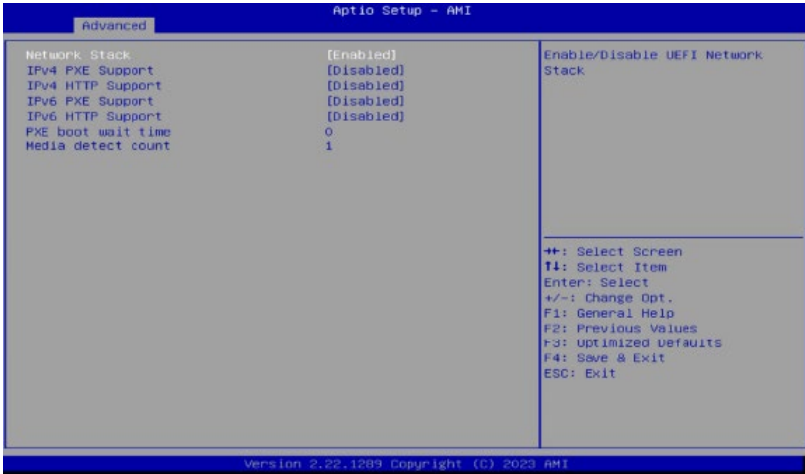 Aptio Setup - AMI
Advanced
Network Stack [Enabled]
IPv4 PXE Support [Disabled]
IPv4 HTTP Support [Disabled]
IPv6 PXE Support [Disabled]
IPv6 HTTP Support [Disabled]
PXE boot wait time 0
Media detect count 1
Enable/Disable UEFI Network
Stack
→←: Select Screen
↑↓: Select Item
Enter: Select
+/-: Change Opt.
F1: General Help
F2: Previous Values
F3: Optimized Defaults
F4: Save & Exit
ESC: Exit
Version 2.22.1289 Copyright (C) 2023 AMI